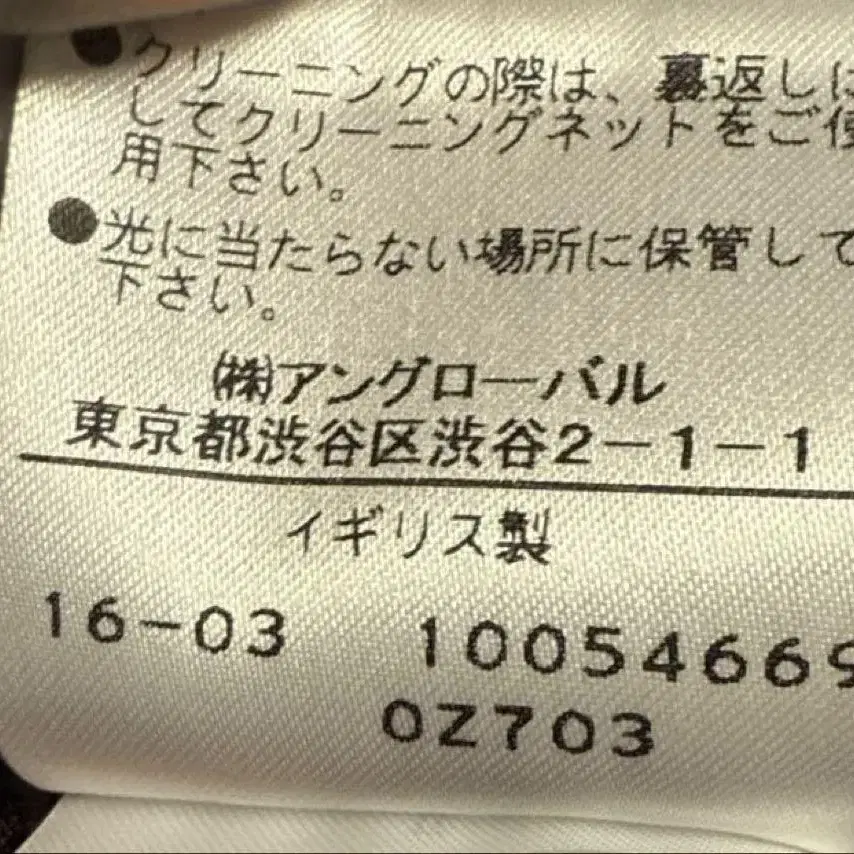 ●クリーニングの際は、裏返しに
してクリーニングネットをご使
用下さい。
●光に当たらない場所に保管して
下さい。
㈱アングローバル
東京都渋谷区渋谷2-1-1
イギリス製
16-03 10054669
OZ703